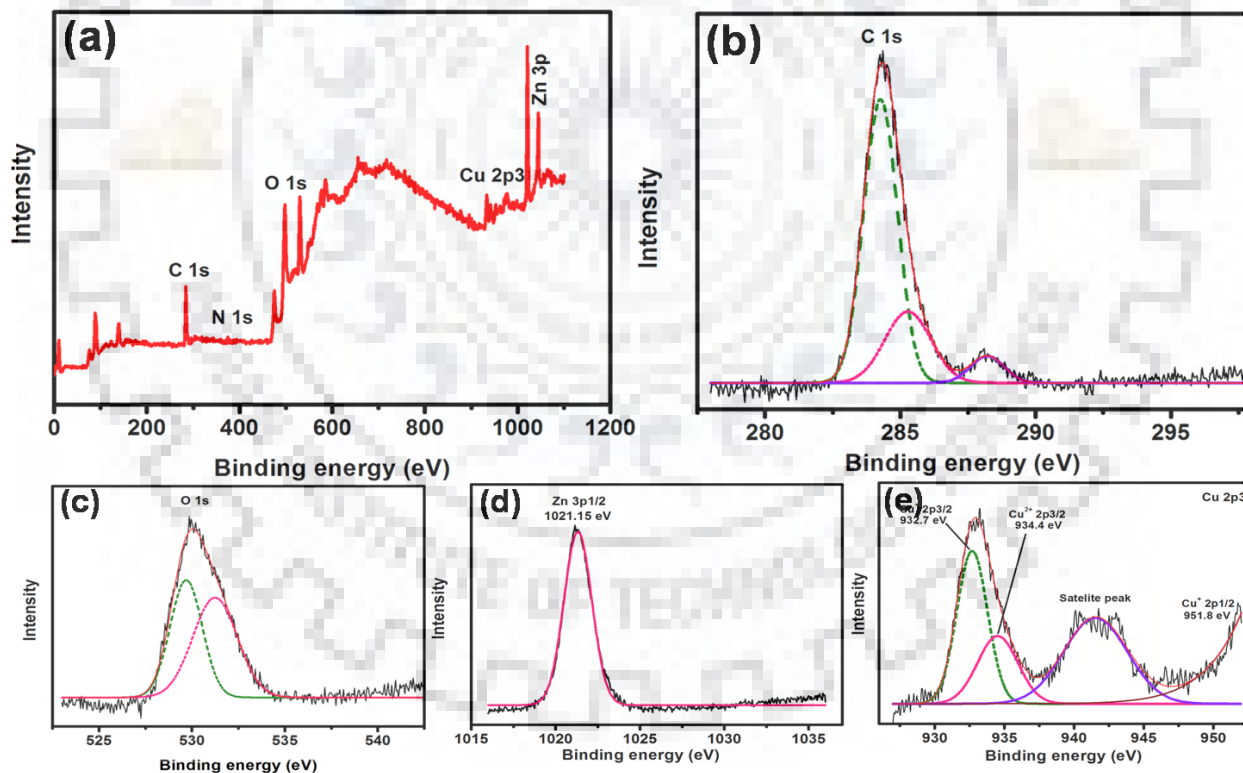 (a)
Intensity
C 1s
N 1s
O 1s
Cu 2p3
Zn 3p
0 200 400 600 800 1000 1200
Binding energy (eV)
(b)
Intensity
C 1s
280 285 290 295
Binding energy (eV)
(c)
Intensity
O 1s
525 530 535 540
Binding energy (eV)
(d)
Intensity
Zn 3p1/2
1021.15 eV
1015 1020 1025 1030 1035
Binding energy (eV)
(e)
Intensity
Cu 2p3
2p3/2
932.7 eV
Cu²⁺ 2p3/2
934.4 eV
Satelite peak
Cu⁺ 2p1/2
951.8 eV
930 935 940 945 950
Binding energy (eV)